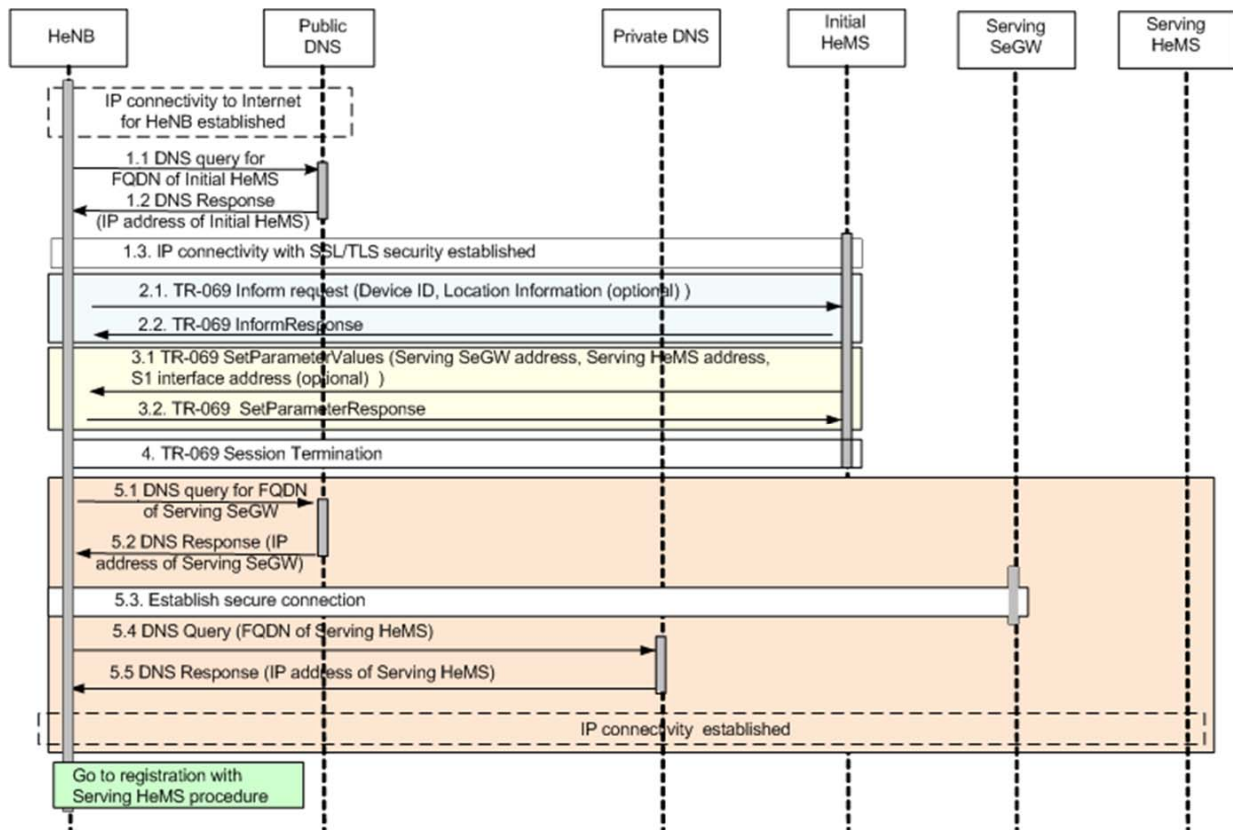 HeNB
Public
DNS
Private DNS
Initial
HeMS
Serving
SeGW
Serving
HeMS
IP connectivity to Internet
for HeNB established
1.1 DNS query for
FQDN of Initial HeMS
1.2 DNS Response
(IP address of Initial HeMS)
1.3. IP connectivity with SSL/TLS security established
2.1. TR-069 Inform request (Device ID, Location Information (optional) )
2.2. TR-069 InformResponse
3.1 TR-069 SetParameterValues (Serving SeGW address, Serving HeMS address,
S1 interface address (optional) )
3.2. TR-069 SetParameterResponse
4. TR-069 Session Termination
5.1 DNS query for FQDN
of Serving SeGW
5.2 DNS Response (IP
address of Serving SeGW)
5.3. Establish secure connection
5.4 DNS Query (FQDN of Serving HeMS)
5.5 DNS Response (IP address of Serving HeMS)
IP connectivity established
Go to registration with
Serving HeMS procedure